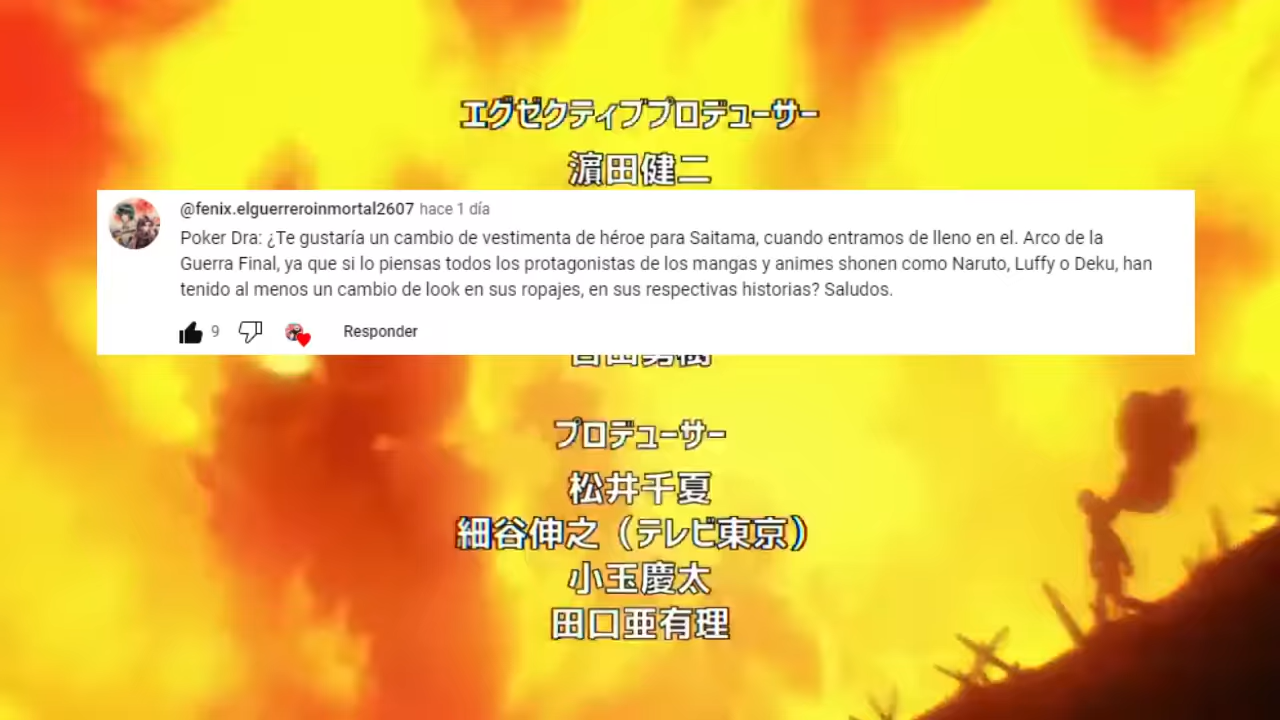 エグゼクティブプロデューサー
濵田健二
@fenix.elguerreroinmortal2607 hace 1 día
Poker Dra: ¿Te gustaría un cambio de vestimenta de héroe para Saitama, cuando entramos de lleno en el. Arco de la
Guerra Final, ya que si lo piensas todos los protagonistas de los mangas y animes shonen como Naruto, Luffy o Deku, han
tenido al menos un cambio de look en sus ropajes, en sus respectivas historias? Saludos.
9
Responder
プロデューサー
松井千夏
細谷伸之（テレビ東京）
小玉慶太
田口亜有理